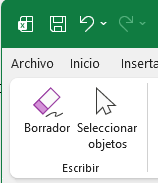 Archivo Inicio Inserta
Borrador Seleccionar
objetos
Escribir